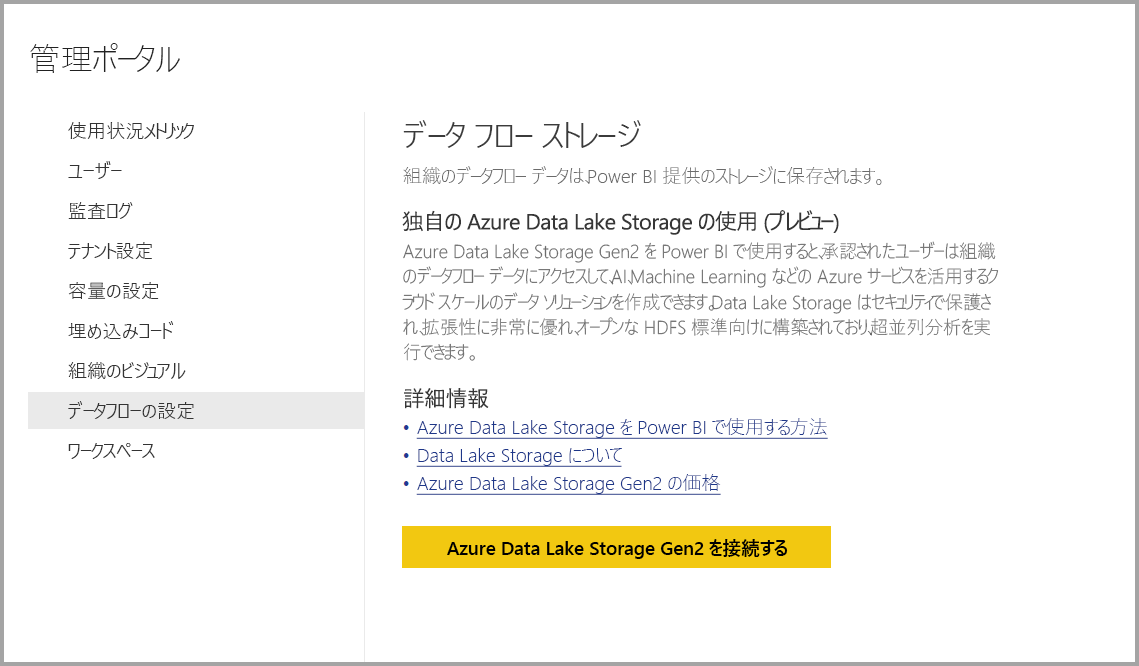 管理ポータル
使用状況メトリック
ユーザー
監査ログ
テナント設定
容量の設定
埋め込みコード
組織のビジュアル
データフローの設定
ワークスペース
データ フロー ストレージ
組織のデータフロー データは、Power BI 提供のストレージに保存されます。
独自の Azure Data Lake Storage の使用 (プレビュー)
Azure Data Lake Storage Gen2 を Power BI で使用すると、承認されたユーザーは組織
のデータフロー データにアクセスして、AI、Machine Learning などの Azure サービスを活用するク
ラウド スケールのデータ ソリューションを作成できます。Data Lake Storage はセキュリティで保護さ
れ、拡張性に非常に優れ、オープンな HDFS 標準向けに構築されており、超並列分析を実
行できます。
詳細情報
• Azure Data Lake Storage を Power BI で使用する方法
• Data Lake Storage について
• Azure Data Lake Storage Gen2 の価格
Azure Data Lake Storage Gen2 を接続する